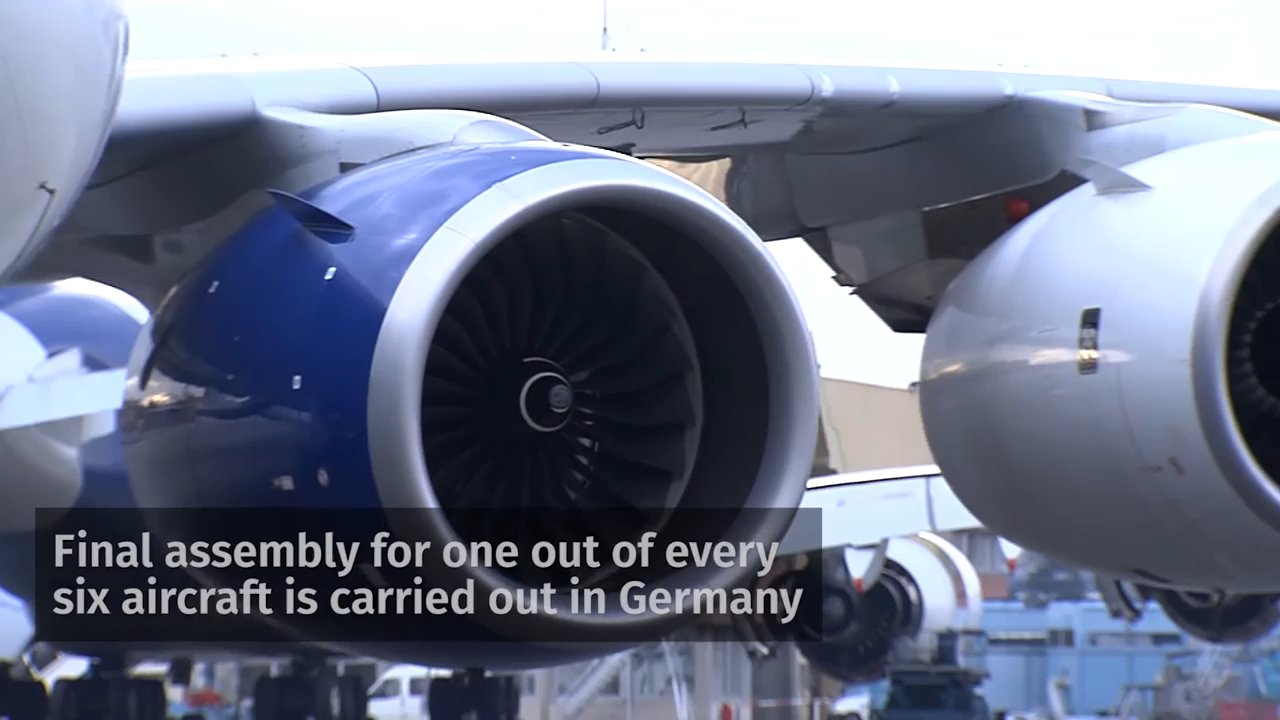 Final assembly for one out of every
six aircraft is carried out in Germany